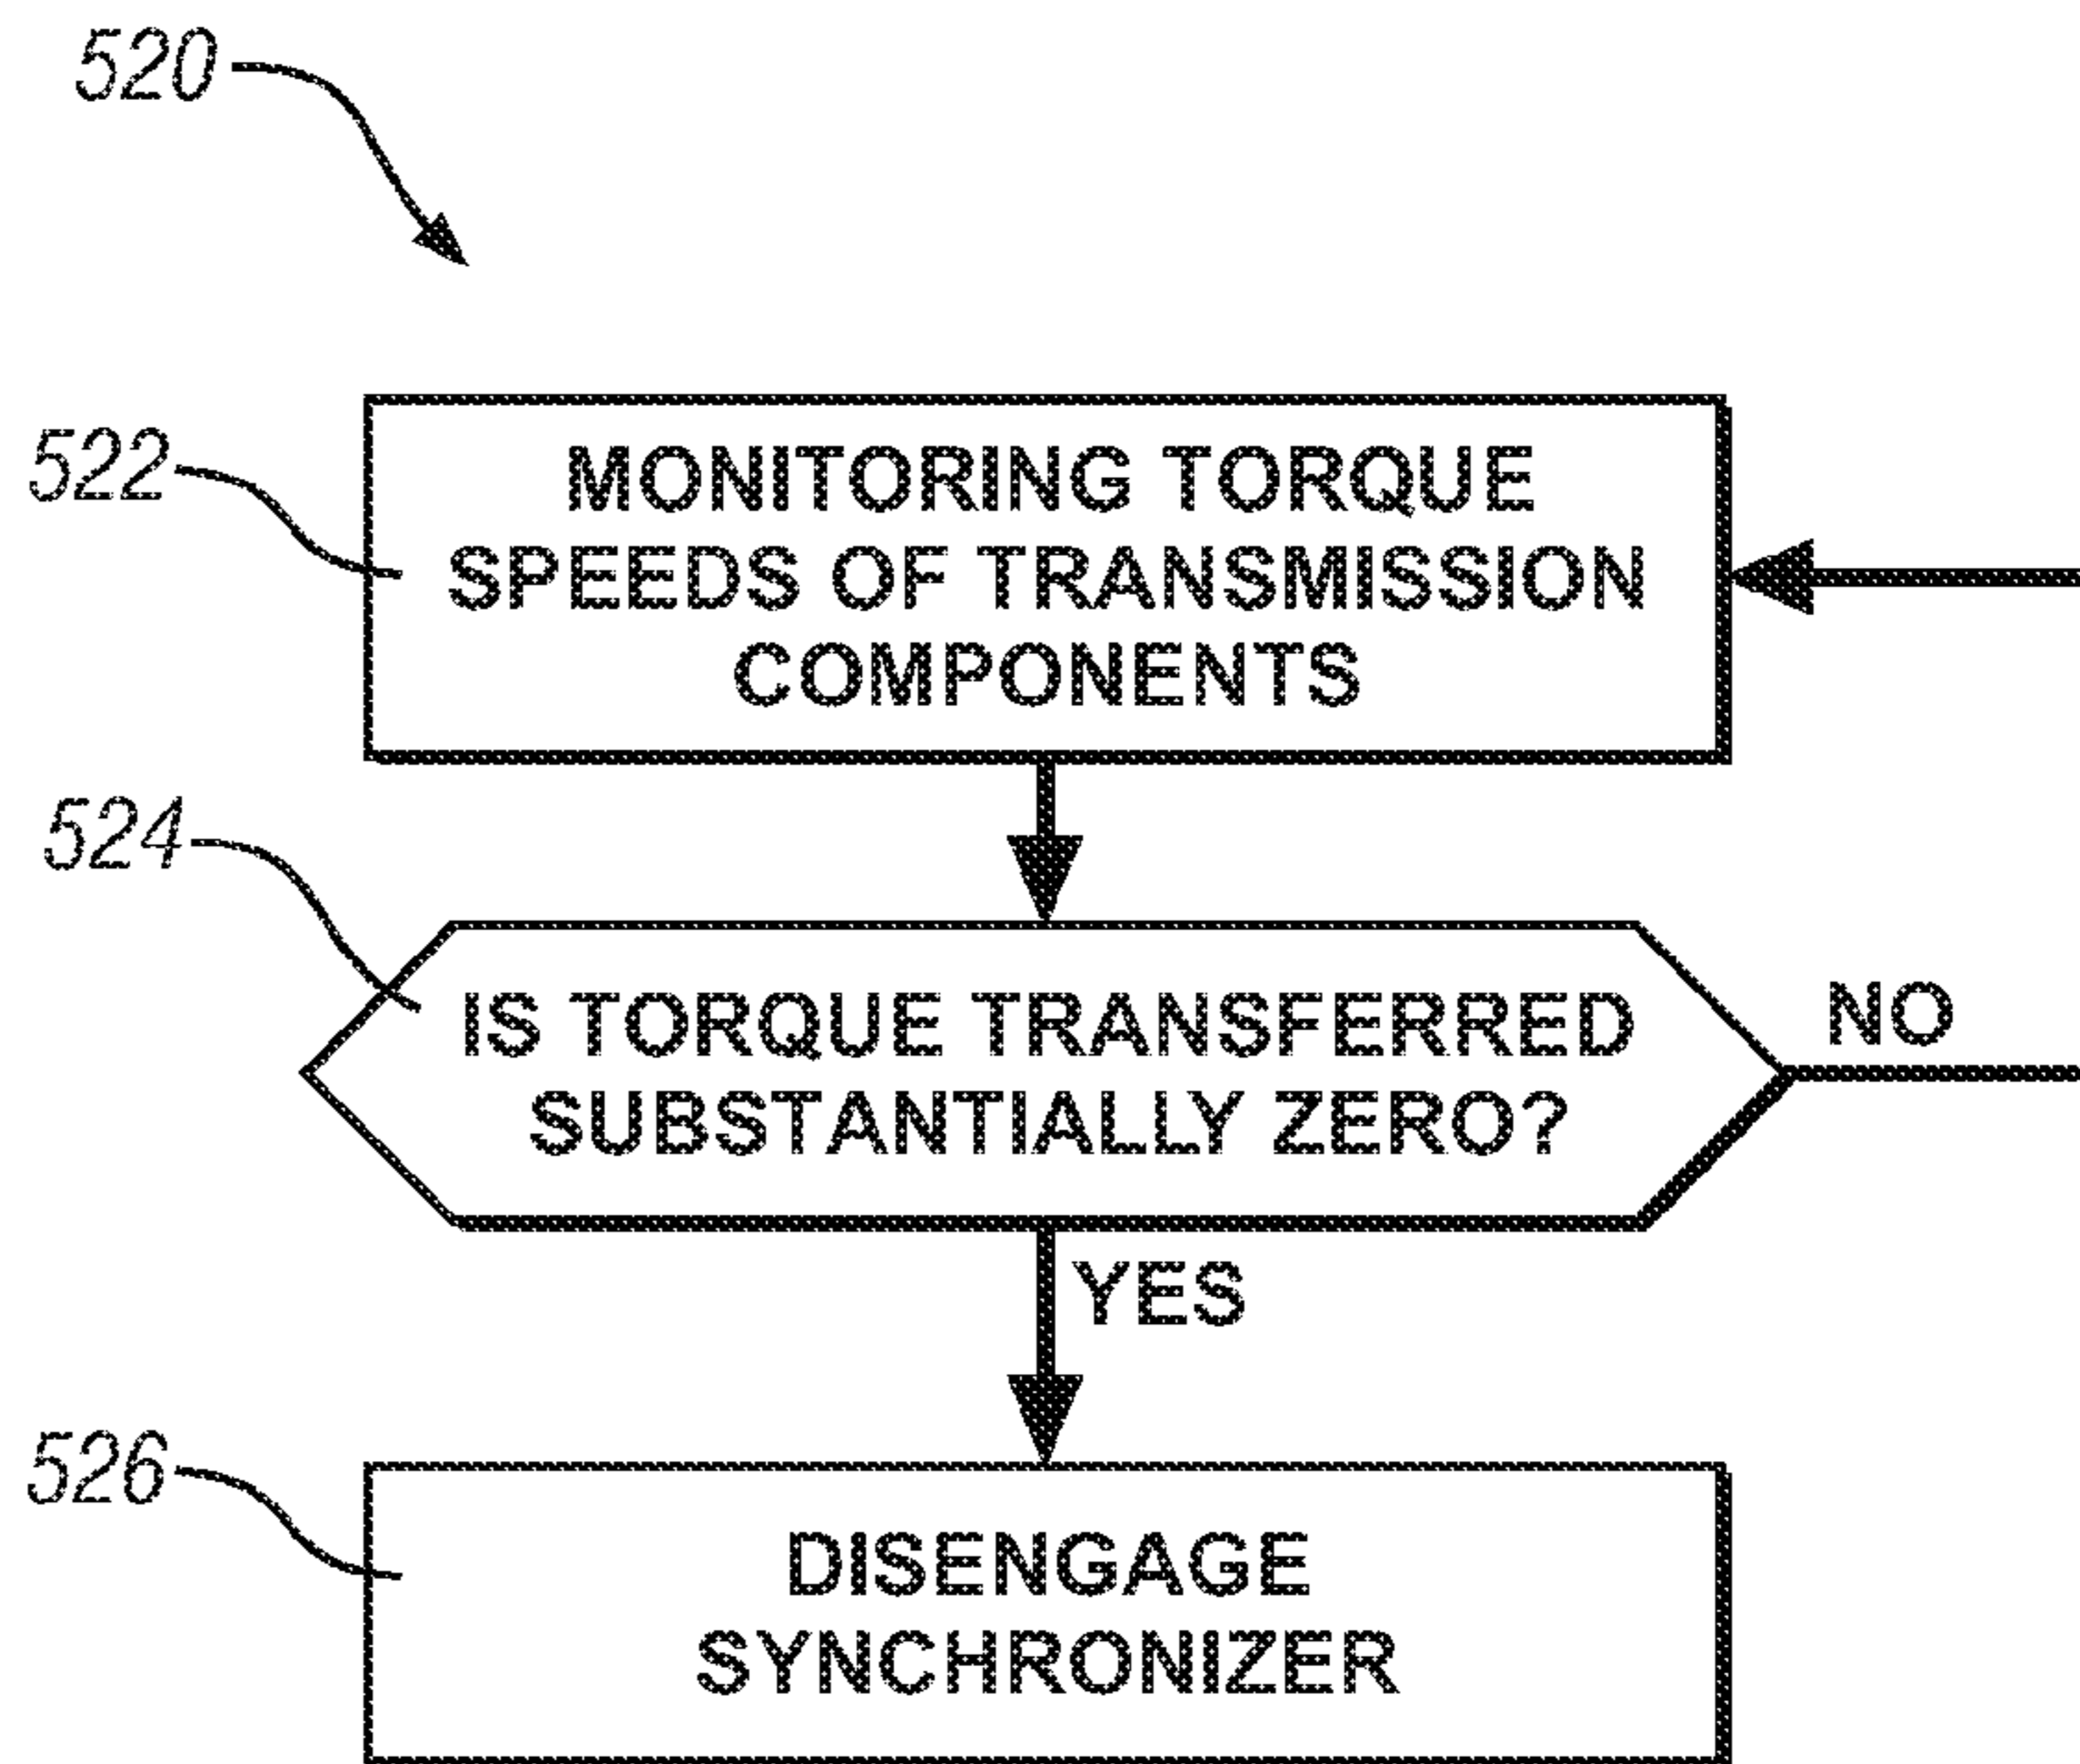 520
522
MONITORING TORQUE
SPEEDS OF TRANSMISSION
COMPONENTS
524
IS TORQUE TRANSFERRED
SUBSTANTIALLY ZERO?
NO
YES
526
DISENGAGE
SYNCHRONIZER